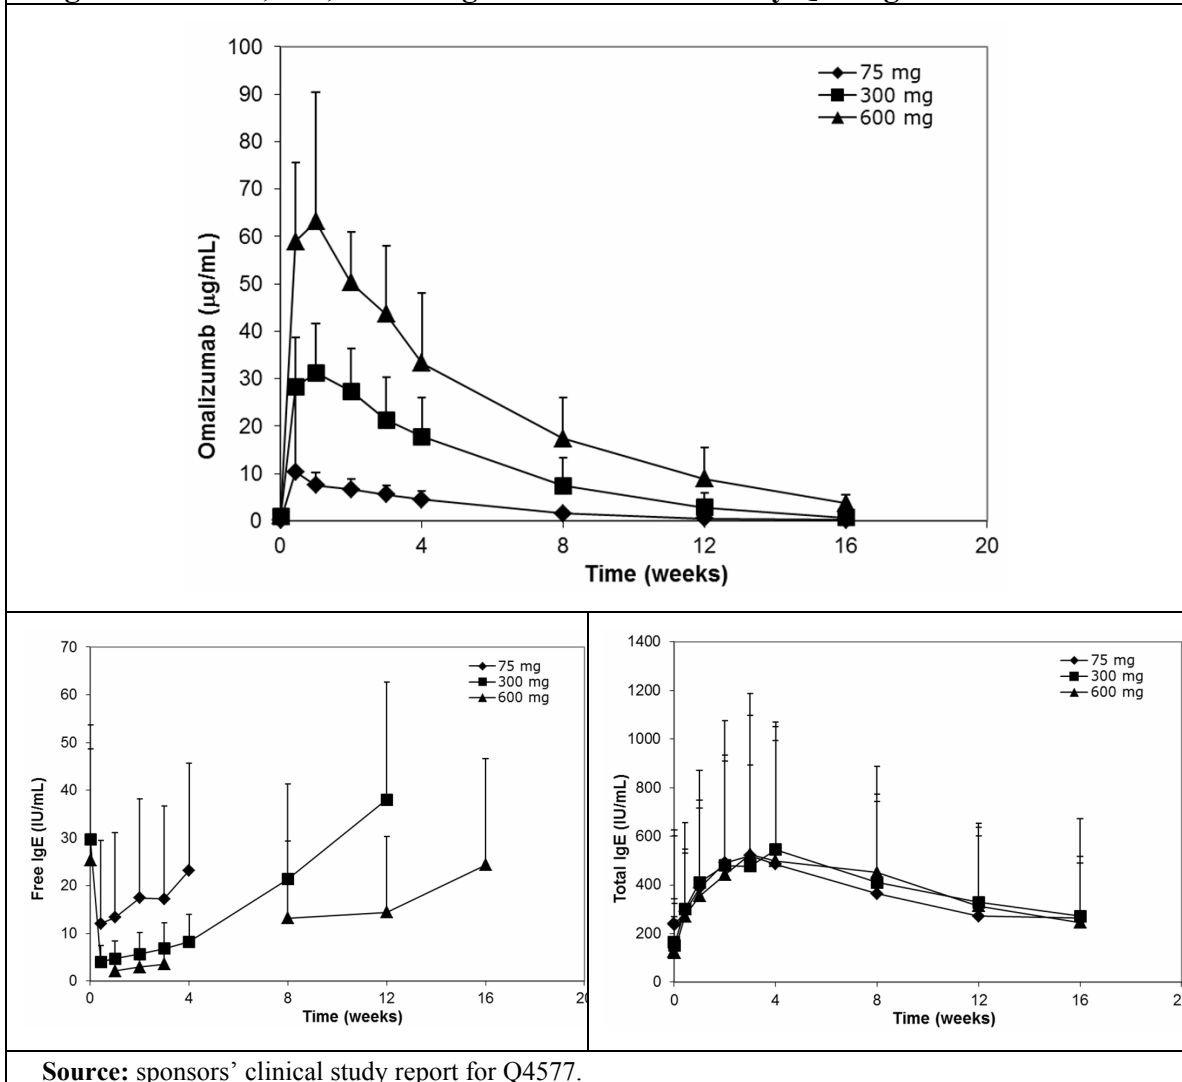 100
75 mg
300 mg
600 mg
90
80
70
60
50
40
30
20
10
0
Omalizumab (µg/mL)
0 4 8 12 16 20
Time (weeks)
70
75 mg
300 mg
600 mg
60
50
40
30
20
10
0
Free IgE (IU/mL)
0 4 8 12 16 20
Time (weeks)
1400
75 mg
300 mg
600 mg
1200
1000
800
600
400
200
0
Total IgE (IU/mL)
0 4 8 12 16 2
Time (weeks)
Source: sponsors’ clinical study report for Q4577.